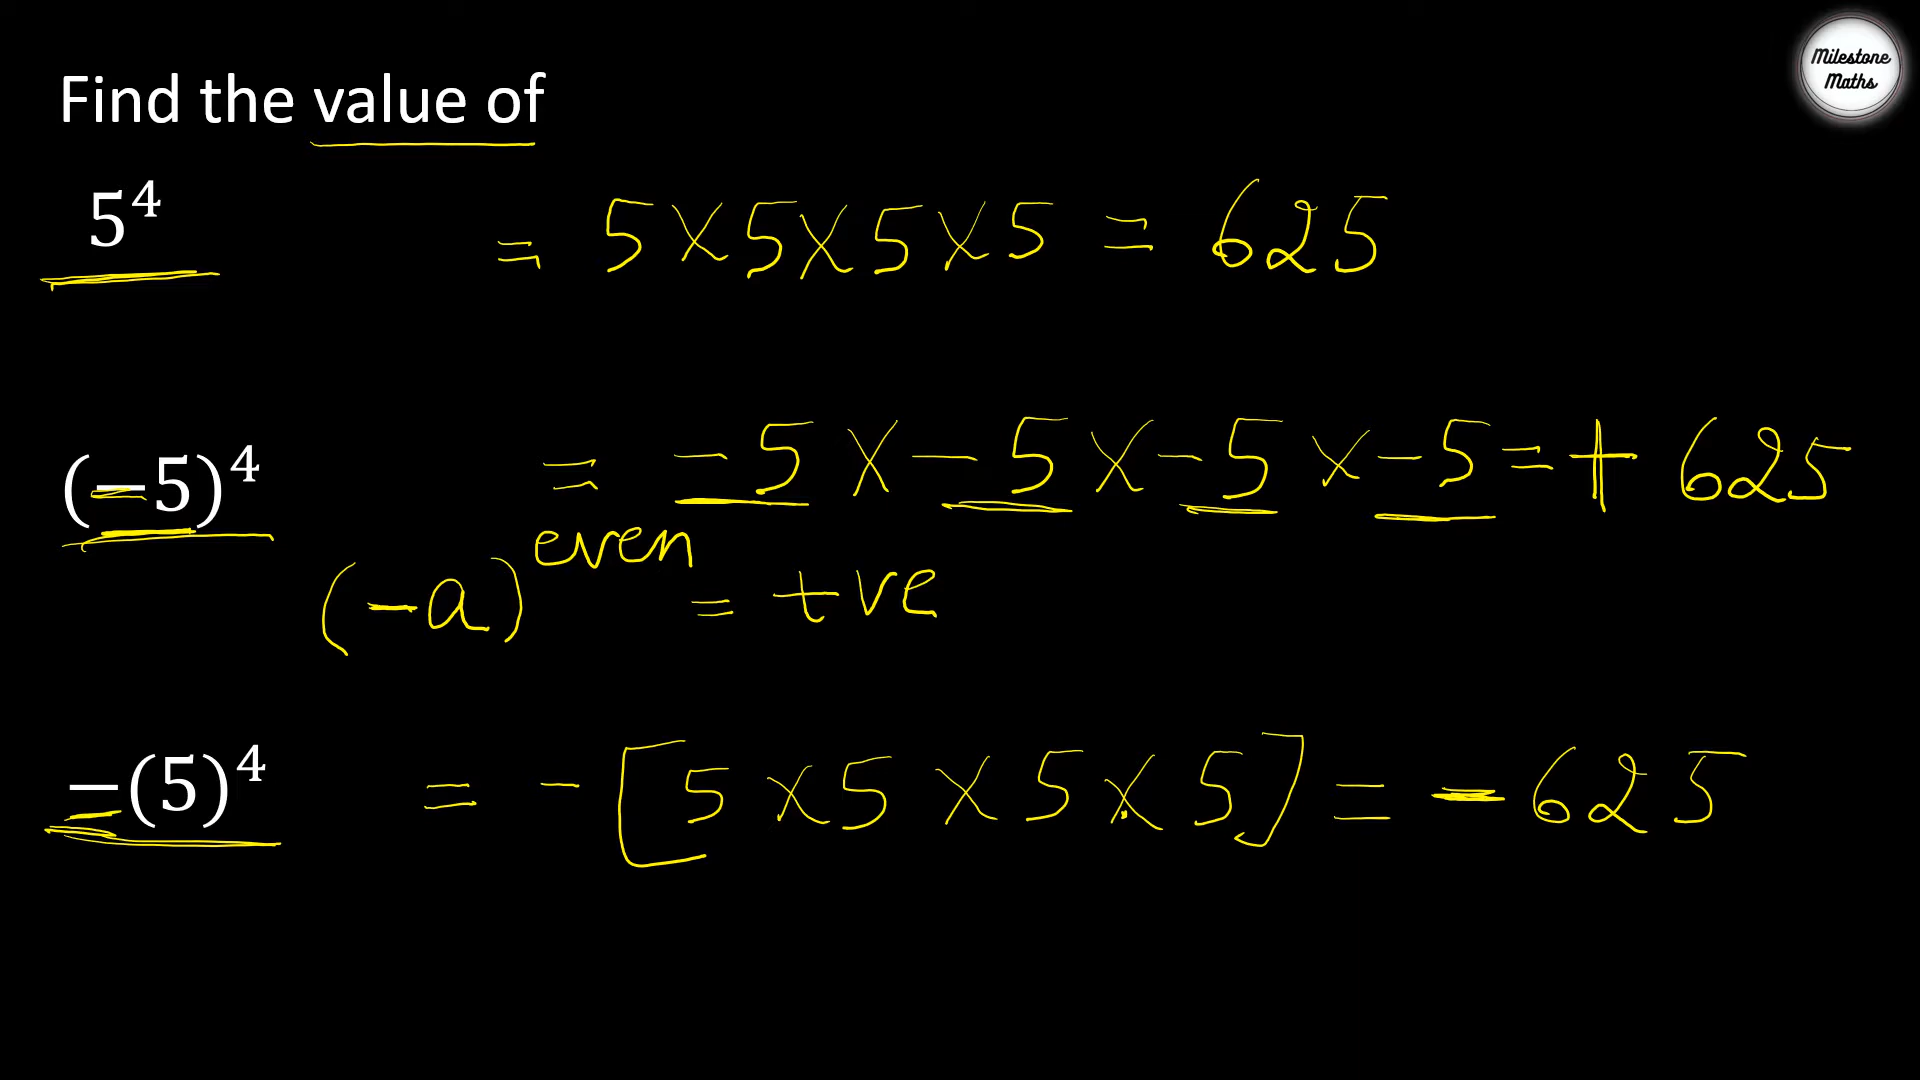 Milestone
Maths
Find the value of
5⁴ = 5 × 5 × 5 × 5 = 625
(−5)⁴ = −5 × −5 × −5 × −5 = + 625
(−a)^even = +ve
−(5)⁴ = − [5 × 5 × 5 × 5] = −625